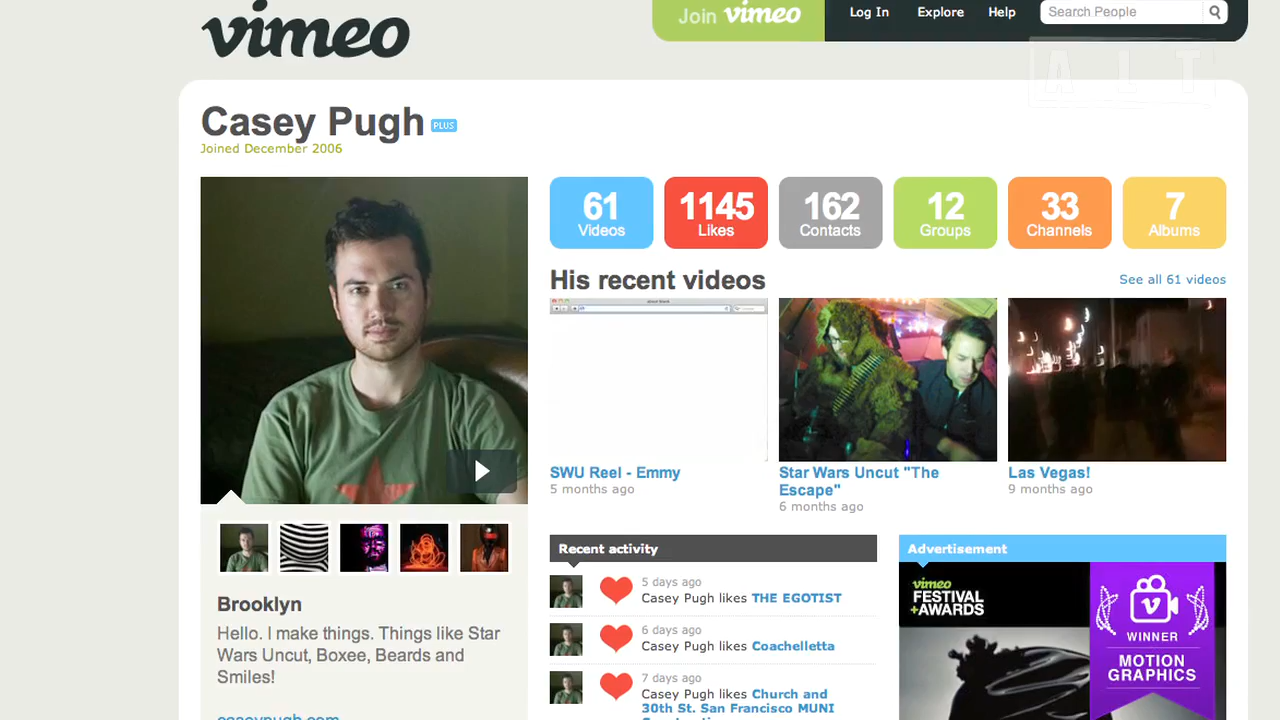 vimeo
Join vimeo
Log In
Explore
Help
Search People
ALT
Casey Pugh PLUS
Joined December 2006
61
Videos
1145
Likes
162
Contacts
12
Groups
33
Channels
7
Albums
His recent videos
See all 61 videos
SWU Reel - Emmy
5 months ago
Star Wars Uncut "The
Escape"
6 months ago
Las Vegas!
9 months ago
Brooklyn
Hello. I make things. Things like Star
Wars Uncut, Boxee, Beards and
Smiles!
caseypugh.com
Recent activity
5 days ago
Casey Pugh likes THE EGOTIST
6 days ago
Casey Pugh likes Coachelletta
7 days ago
Casey Pugh likes Church and
30th St. San Francisco MUNI
Advertisement
vimeo
FESTIVAL
+AWARDS
WINNER
MOTION
GRAPHICS